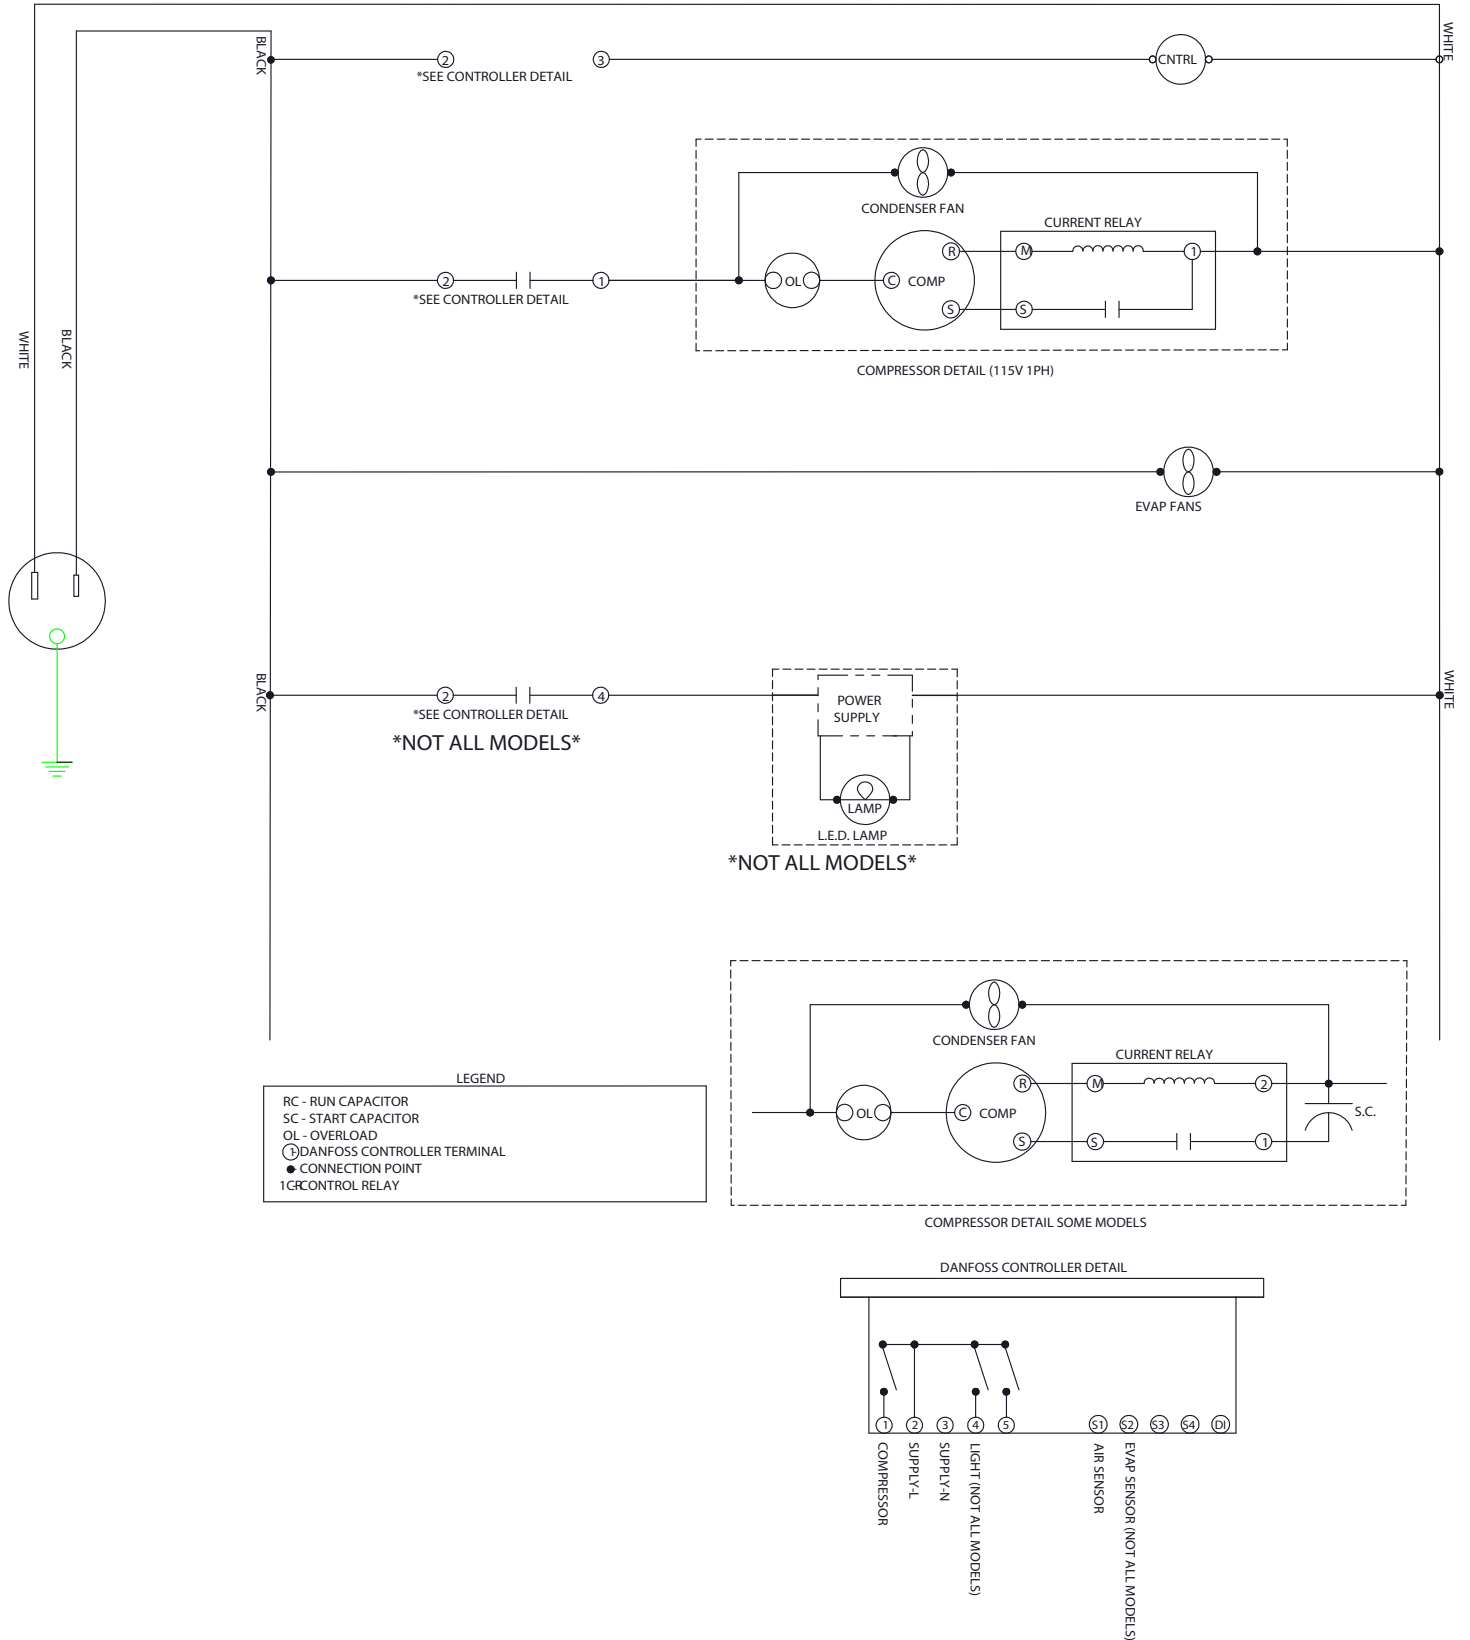 BLACK
WHITE
2
3
CNTRL
*SEE CONTROLLER DETAIL
CONDENSER FAN
CURRENT RELAY
R
M
1
2
1
OL
C
COMP
*SEE CONTROLLER DETAIL
S
S
WHITE
BLACK
COMPRESSOR DETAIL (115V 1PH)
EVAP FANS
BLACK
WHITE
2
4
POWER
SUPPLY
*SEE CONTROLLER DETAIL
*NOT ALL MODELS*
LAMP
L.E.D. LAMP
*NOT ALL MODELS*
CONDENSER FAN
CURRENT RELAY
R
M
2
OL
C
COMP
S.C.
S
S
1
COMPRESSOR DETAIL SOME MODELS
LEGEND
RC - RUN CAPACITOR
SC - START CAPACITOR
OL - OVERLOAD
1 - DANFOSS CONTROLLER TERMINAL
- CONNECTION POINT
1CR - CONTROL RELAY
DANFOSS CONTROLLER DETAIL
1
2
3
4
5
S1
S2
S3
S4
DI
COMPRESSOR
SUPPLY-L
SUPPLY-N
LIGHT (NOT ALL MODELS)
AIR SENSOR
EVAP SENSOR (NOT ALL MODELS)